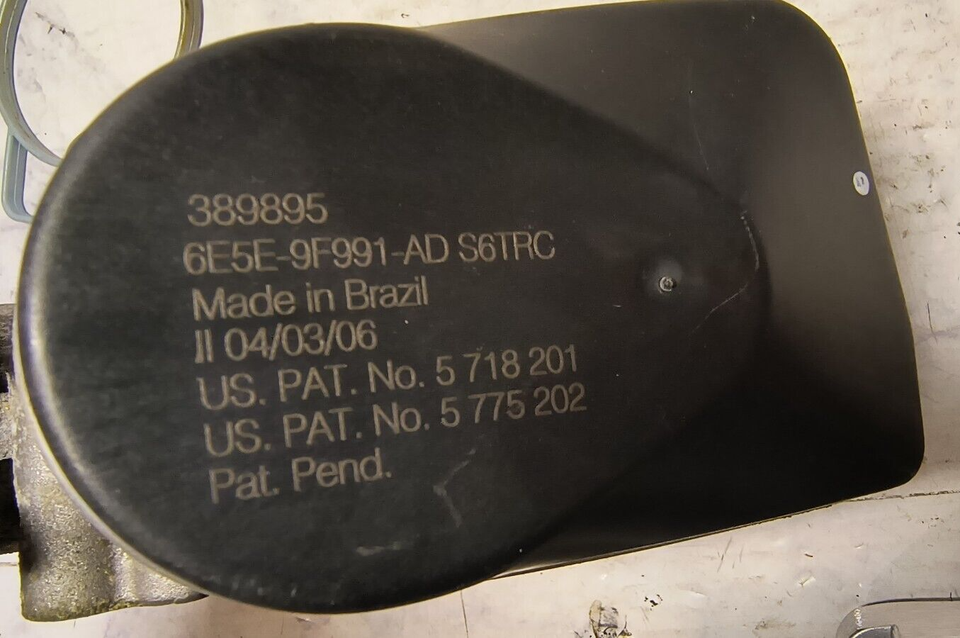 389895
6E5E-9F991-AD S6TRC
Made in Brazil
II 04/03/06
US. PAT. No. 5 718 201
US. PAT. No. 5 775 202
Pat. Pend.